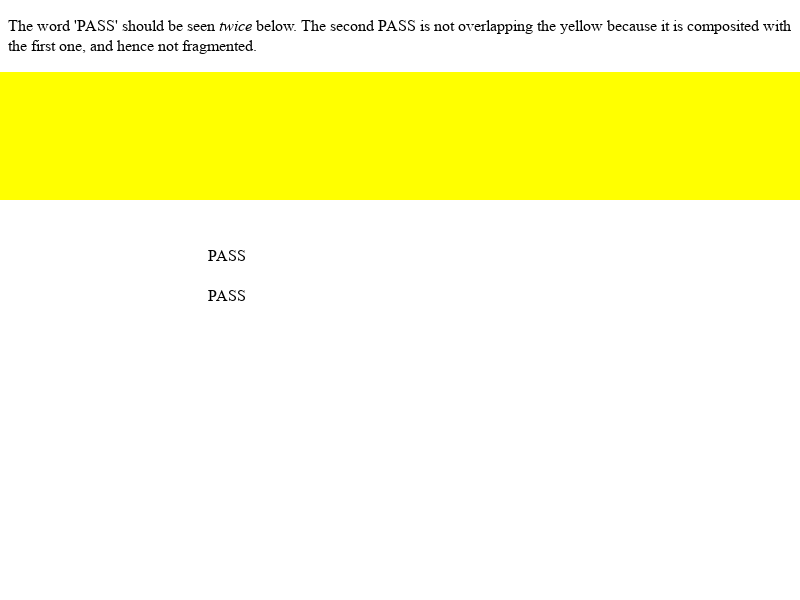 The word 'PASS' should be seen twice below. The second PASS is not overlapping the yellow because it is composited with
the first one, and hence not fragmented.
PASS
PASS